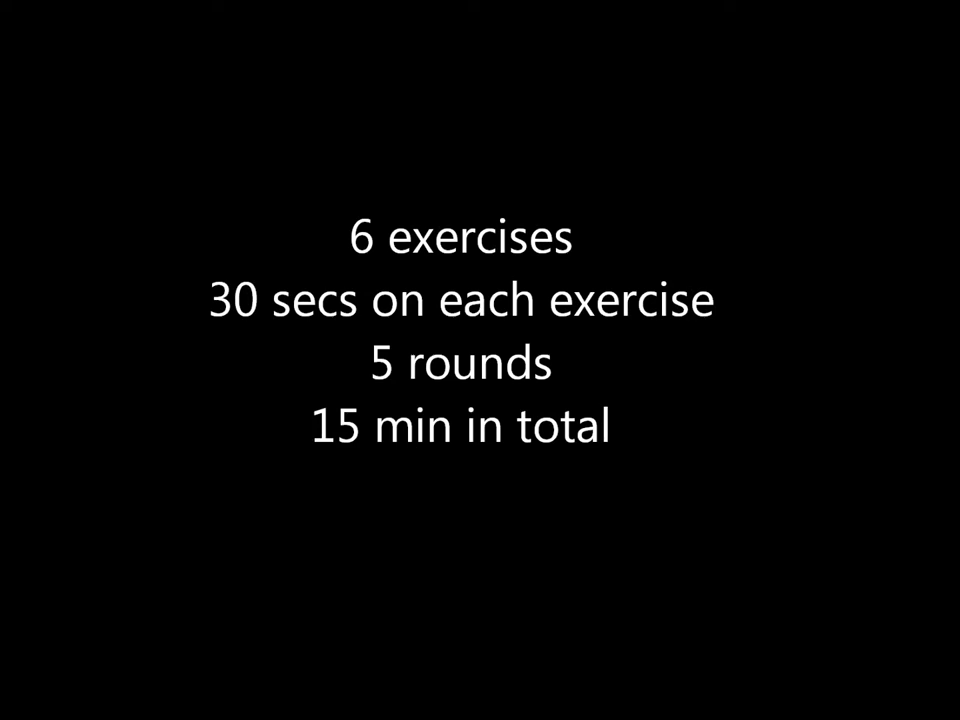 6 exercises
30 secs on each exercise
5 rounds
15 min in total